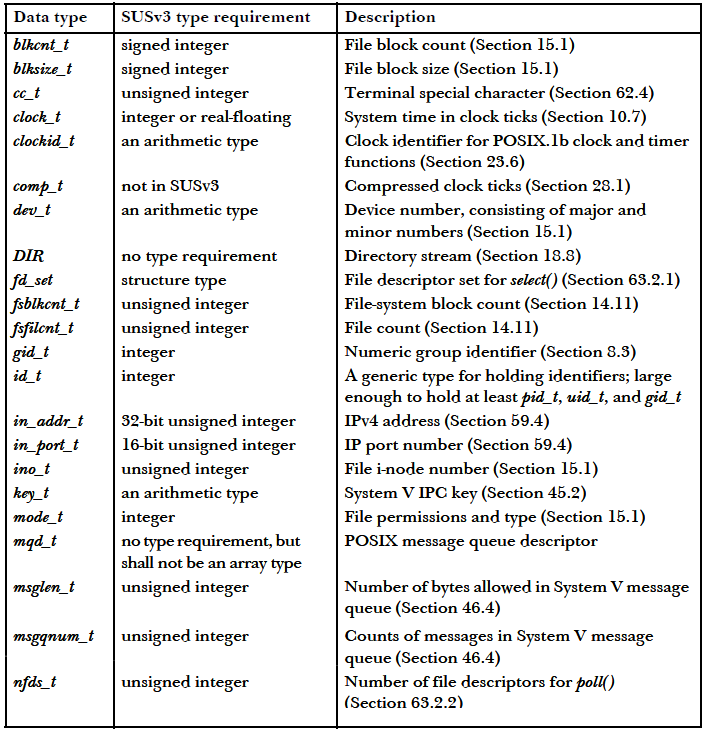 Data type SUSv3 type requirement Description
blkcnt_t signed integer File block count (Section 15.1)
blksize_t signed integer File block size (Section 15.1)
cc_t unsigned integer Terminal special character (Section 62.4)
clock_t integer or real-floating System time in clock ticks (Section 10.7)
clockid_t an arithmetic type Clock identifier for POSIX.1b clock and timer
functions (Section 23.6)
comp_t not in SUSv3 Compressed clock ticks (Section 28.1)
dev_t an arithmetic type Device number, consisting of major and
minor numbers (Section 15.1)
DIR no type requirement Directory stream (Section 18.8)
fd_set structure type File descriptor set for select() (Section 63.2.1)
fsblkcnt_t unsigned integer File-system block count (Section 14.11)
fsfilcnt_t unsigned integer File count (Section 14.11)
gid_t integer Numeric group identifier (Section 8.3)
id_t integer A generic type for holding identifiers; large
enough to hold at least pid_t, uid_t, and gid_t
in_addr_t 32-bit unsigned integer IPv4 address (Section 59.4)
in_port_t 16-bit unsigned integer IP port number (Section 59.4)
ino_t unsigned integer File i-node number (Section 15.1)
key_t an arithmetic type System V IPC key (Section 45.2)
mode_t integer File permissions and type (Section 15.1)
mqd_t no type requirement, but POSIX message queue descriptor
shall not be an array type
msglen_t unsigned integer Number of bytes allowed in System V message
queue (Section 46.4)
msgqnum_t unsigned integer Counts of messages in System V message
queue (Section 46.4)
nfds_t unsigned integer Number of file descriptors for poll()
(Section 63.2.2)